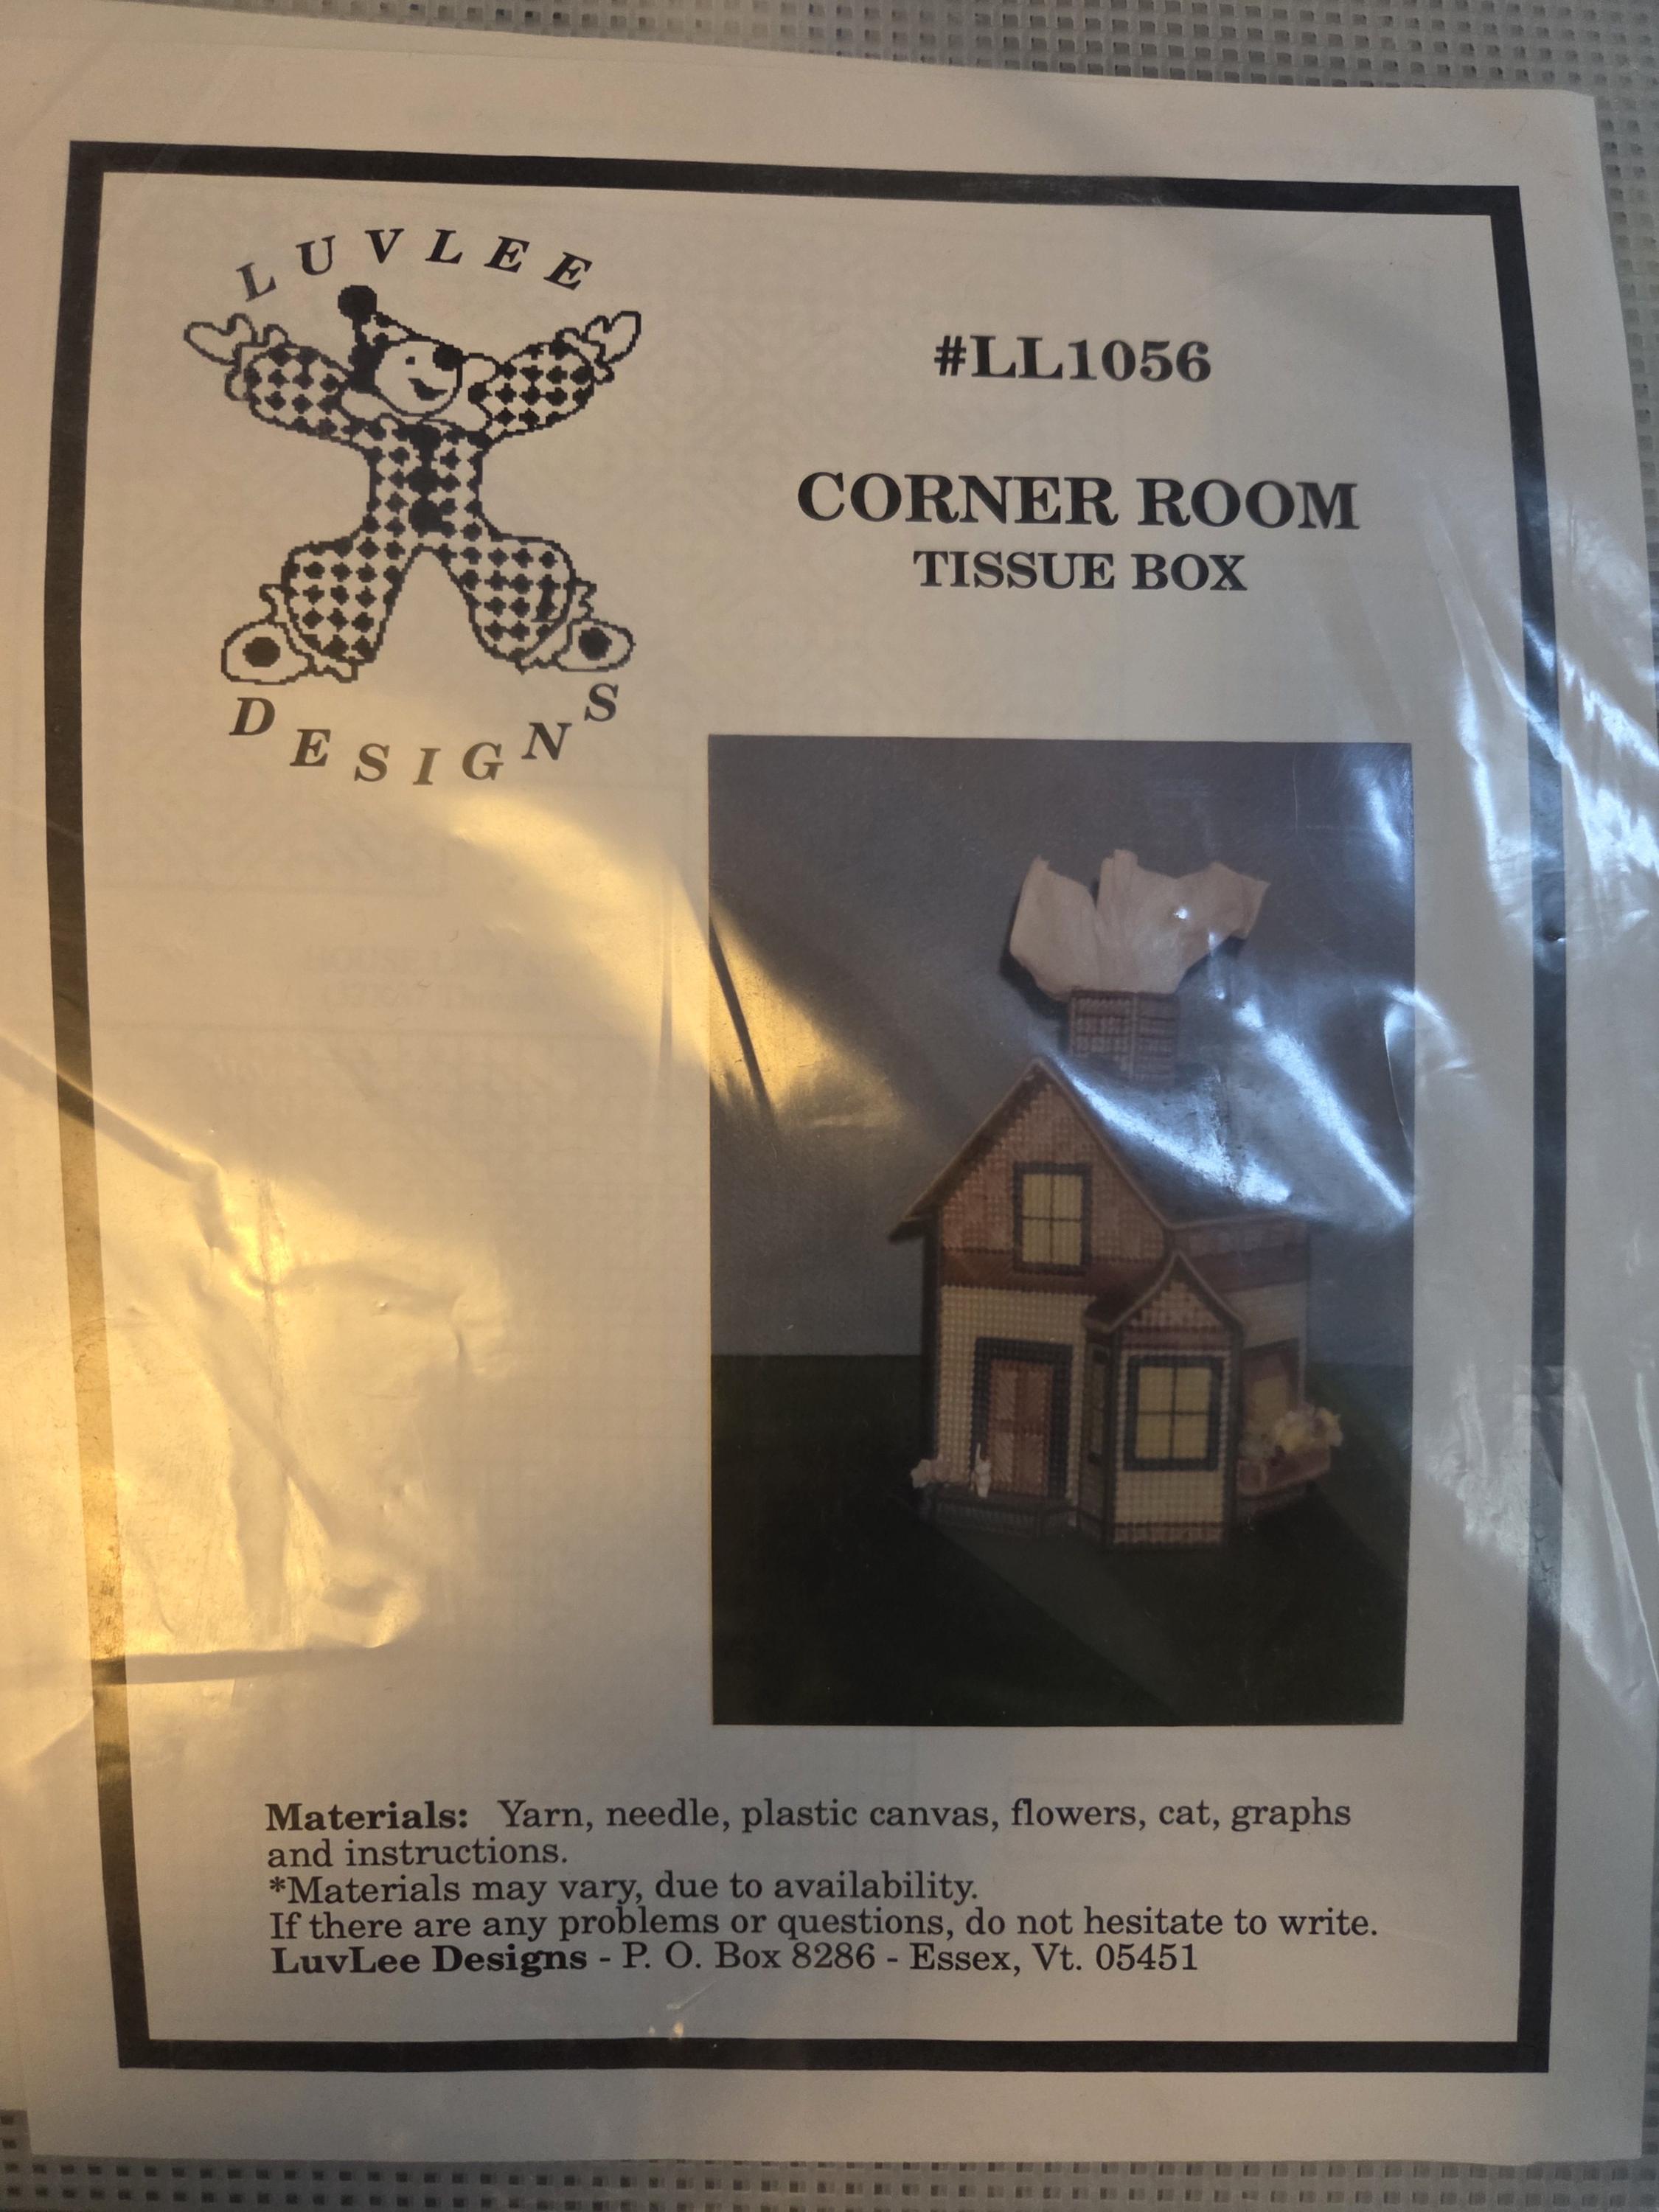 LUVLEE
DESIGNS
#LL1056
CORNER ROOM
TISSUE BOX
Materials: Yarn, needle, plastic canvas, flowers, cat, graphs
and instructions.
*Materials may vary, due to availability.
If there are any problems or questions, do not hesitate to write.
LuvLee Designs - P. O. Box 8286 - Essex, Vt. 05451